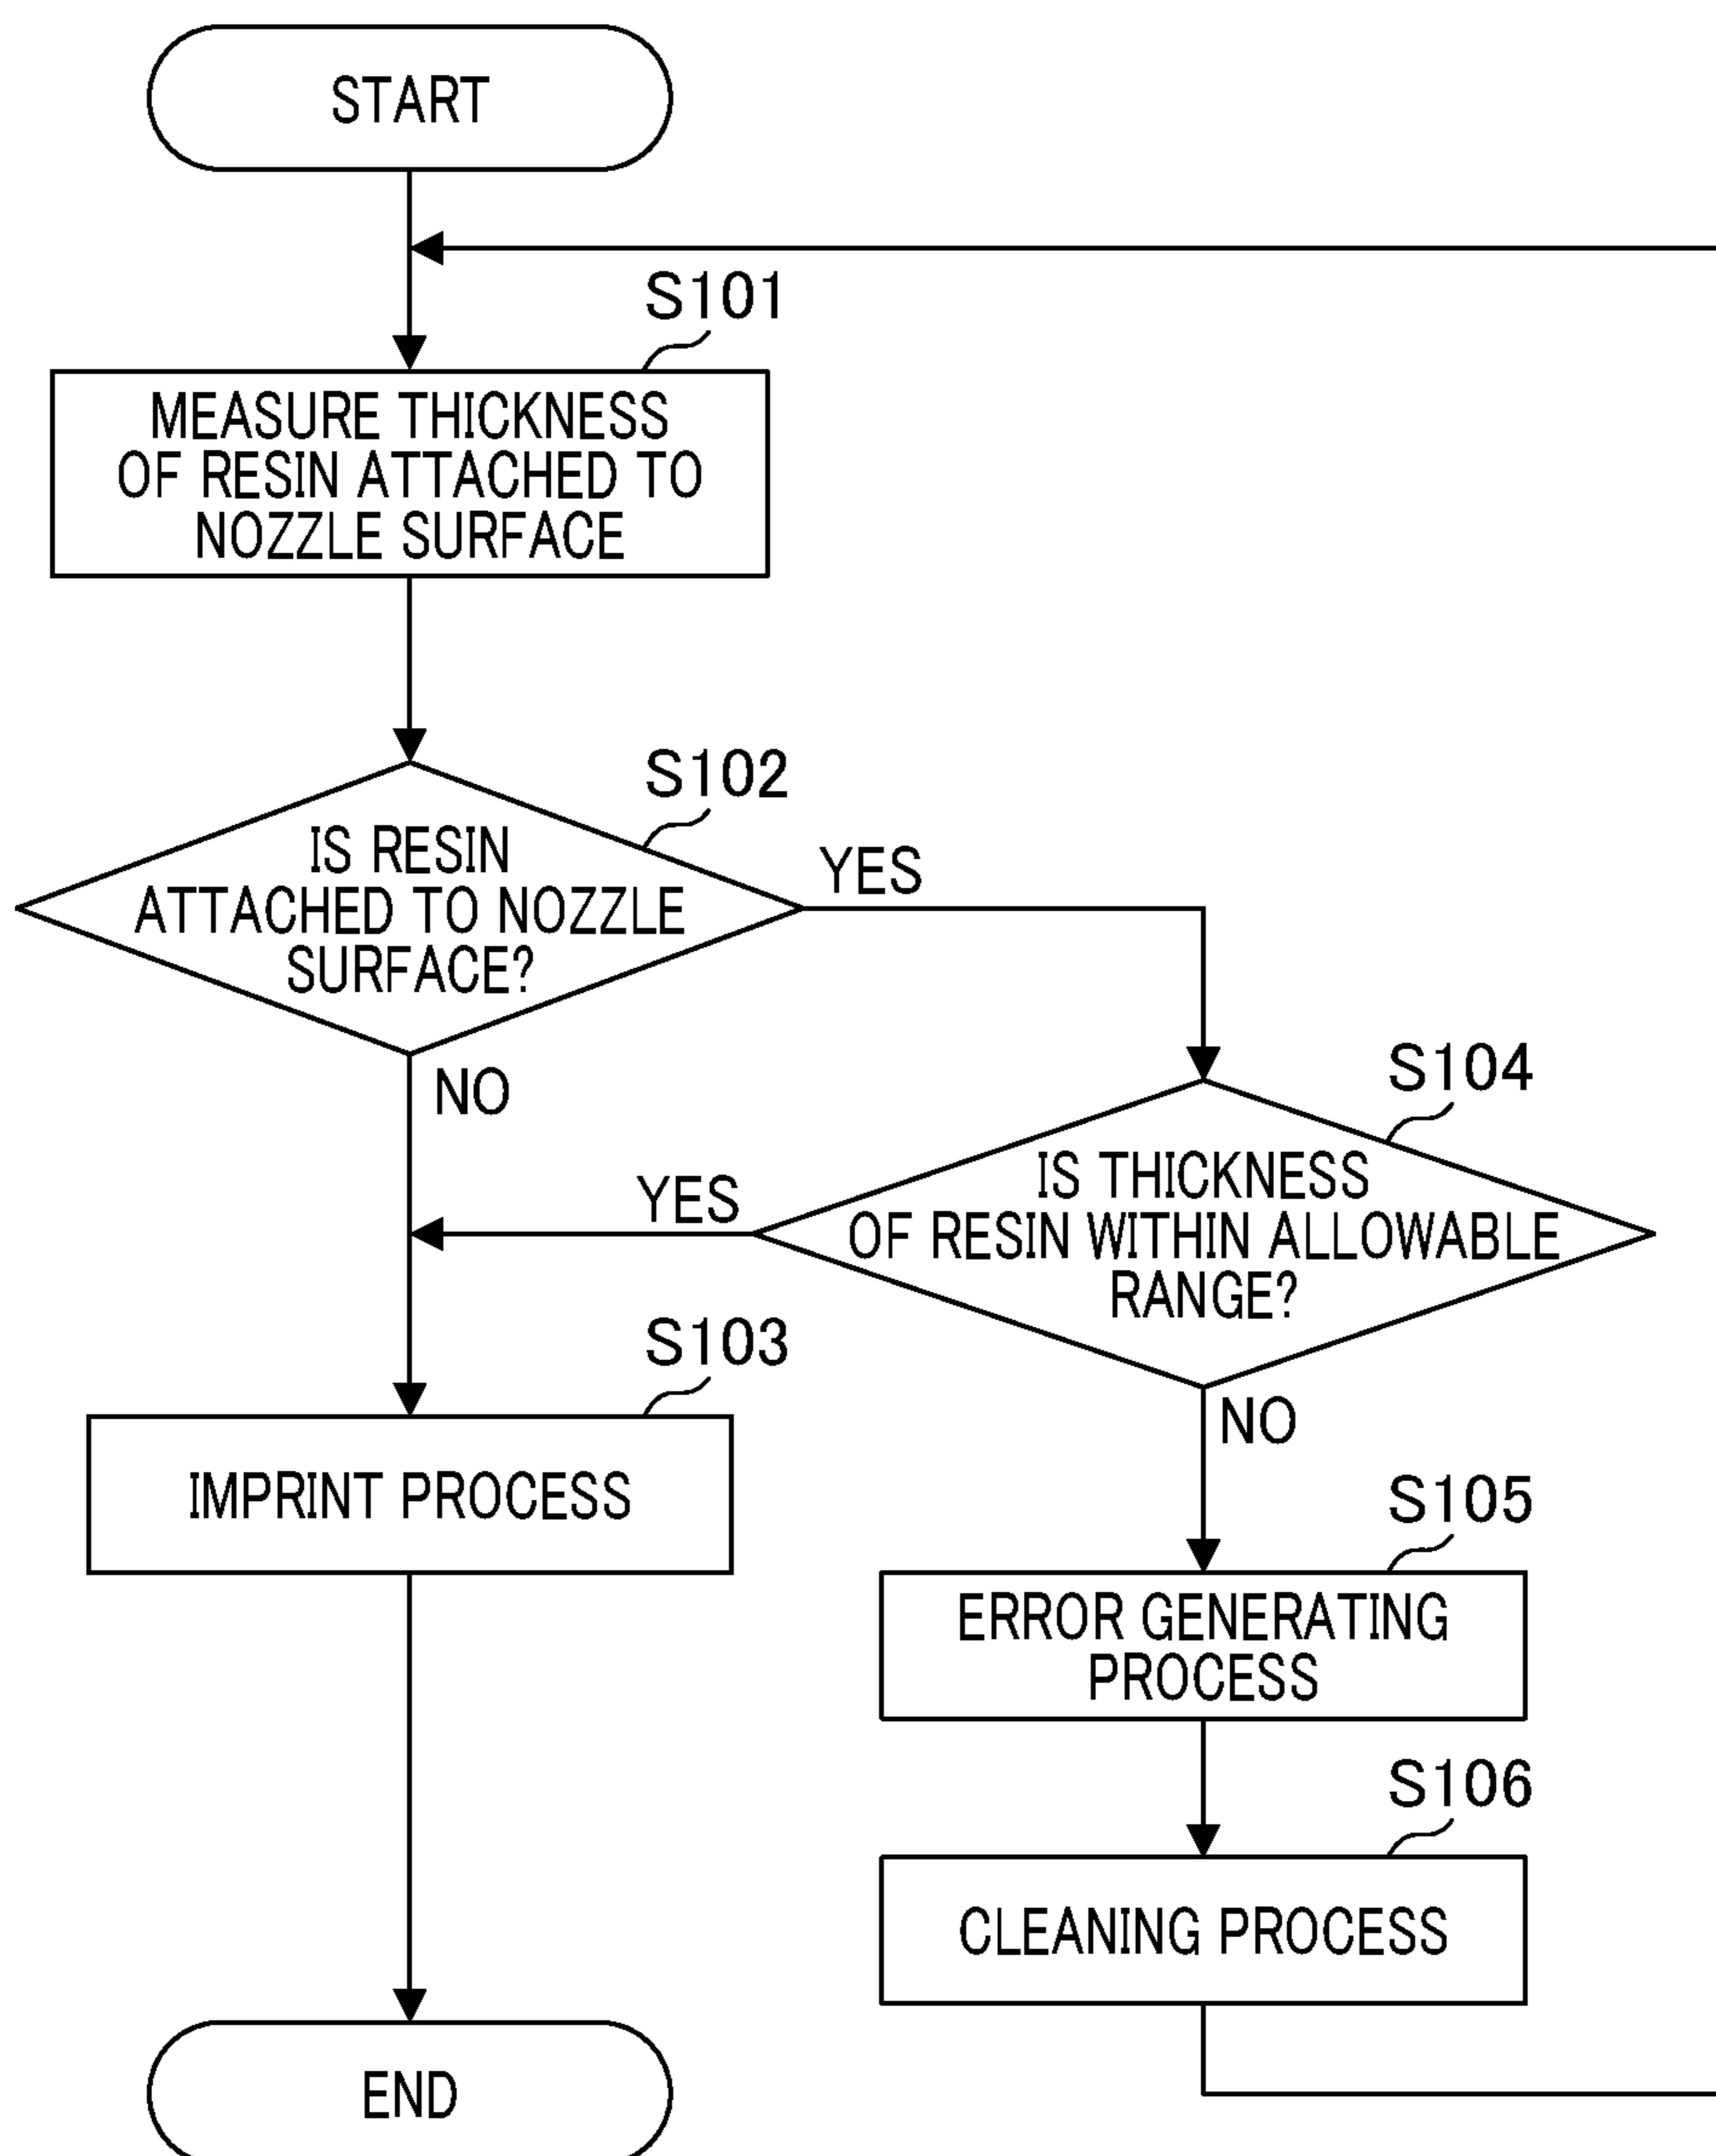 START
S101
MEASURE THICKNESS
OF RESIN ATTACHED TO
NOZZLE SURFACE
S102
IS RESIN
ATTACHED TO NOZZLE
SURFACE?
YES
NO
S104
IS THICKNESS
OF RESIN WITHIN ALLOWABLE
RANGE?
YES
NO
S103
IMPRINT PROCESS
S105
ERROR GENERATING
PROCESS
S106
CLEANING PROCESS
END